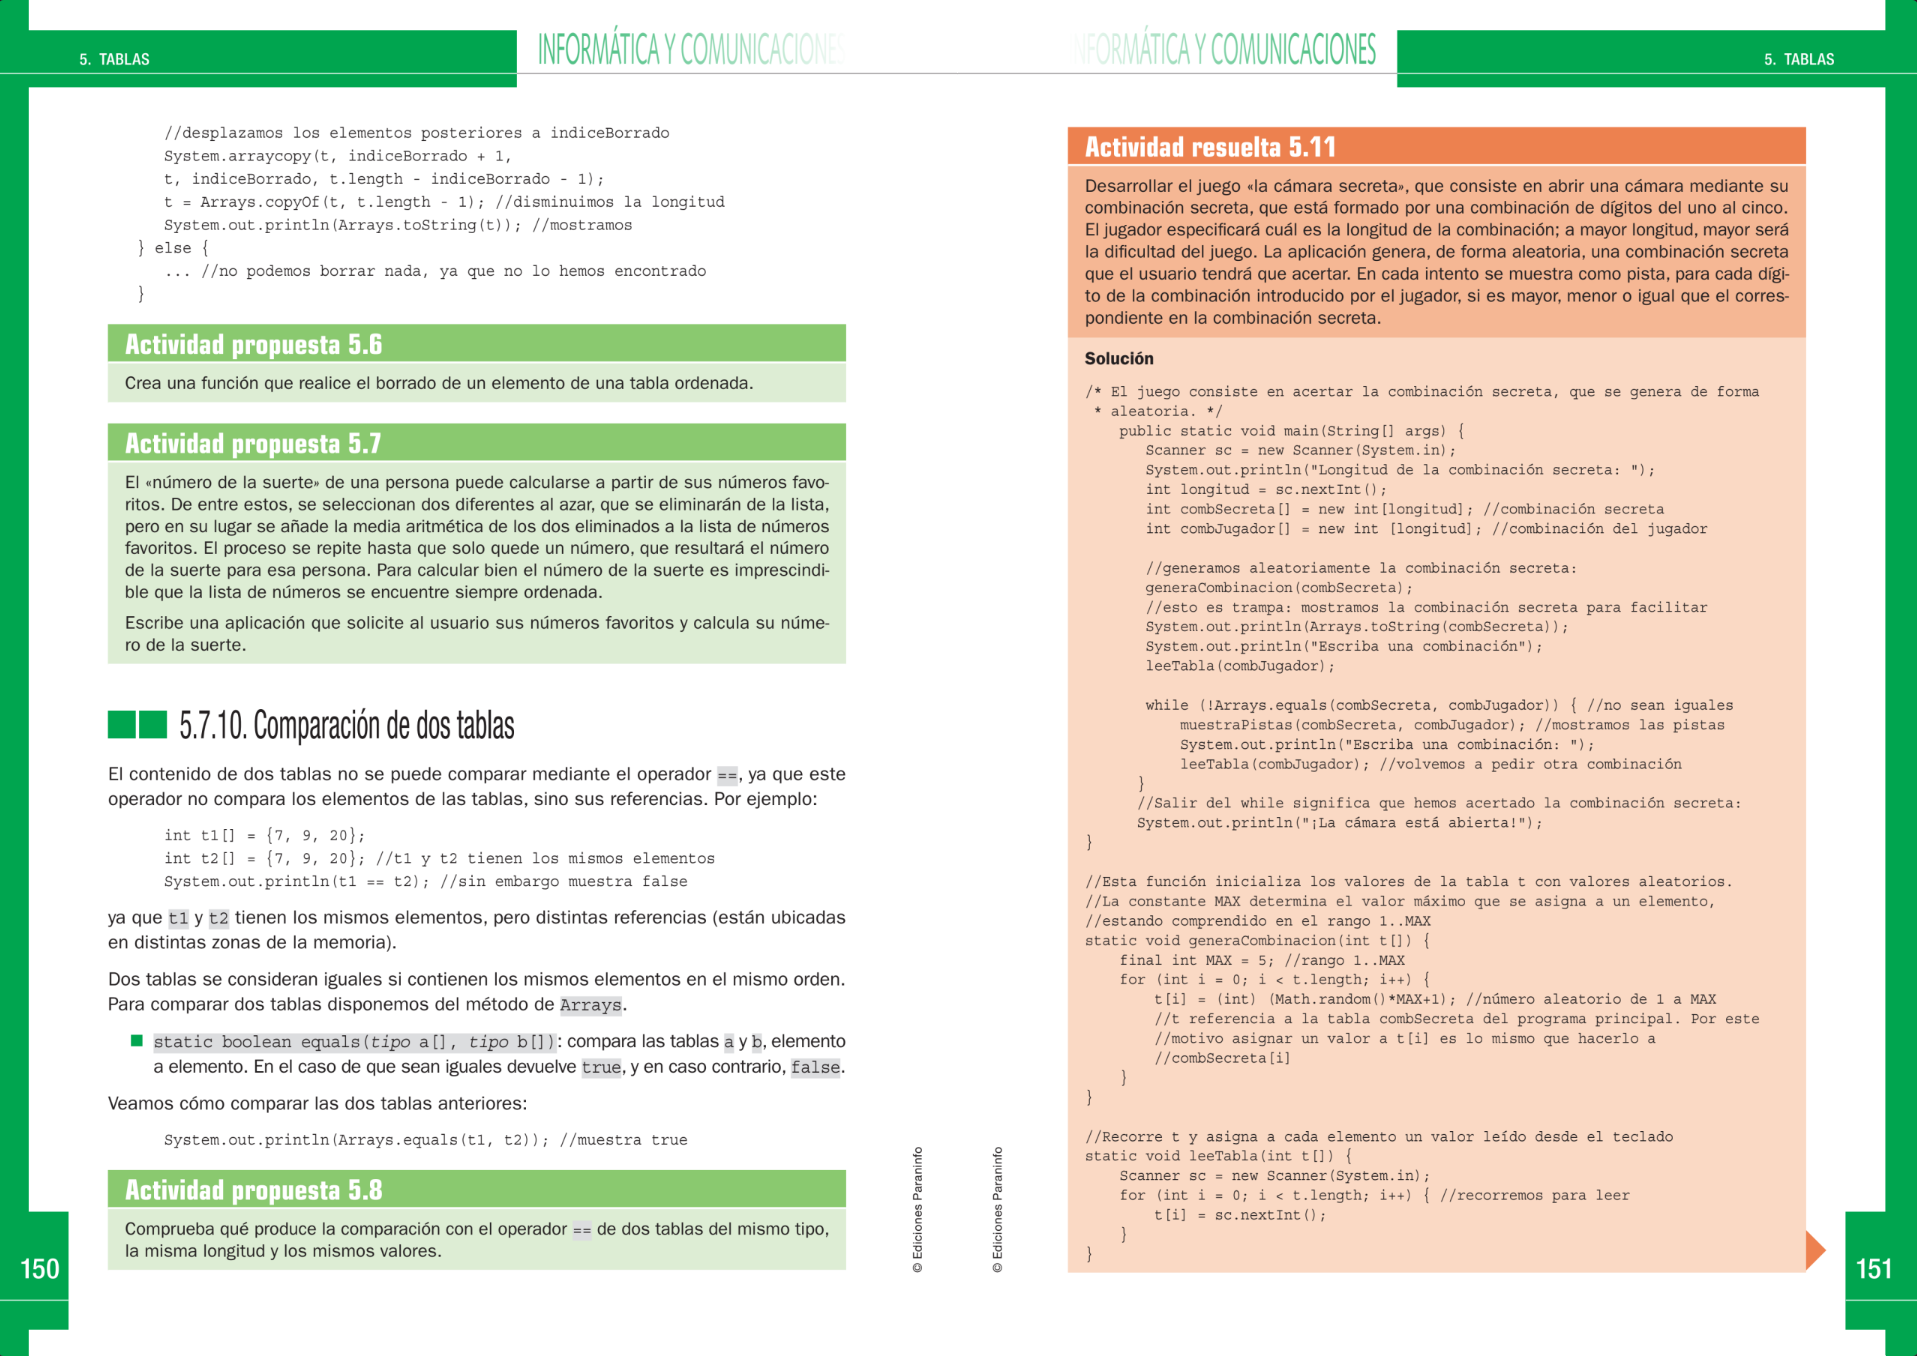 5. TABLAS
INFORMÁTICA Y COMUNICACIONES
//desplazamos los elementos posteriores a indiceBorrado
System.arraycopy(t, indiceBorrado + 1,
t, indiceBorrado, t.length - indiceBorrado - 1);
t = Arrays.copyOf(t, t.length - 1); //disminuimos la longitud
System.out.println(Arrays.toString(t)); //mostramos
} else {
... //no podemos borrar nada, ya que no lo hemos encontrado
}
Actividad propuesta 5.6
Crea una función que realice el borrado de un elemento de una tabla ordenada.
Actividad propuesta 5.7
El «número de la suerte» de una persona puede calcularse a partir de sus números favo-
ritos. De entre estos, se seleccionan dos diferentes al azar, que se eliminarán de la lista,
pero en su lugar se añade la media aritmética de los dos eliminados a la lista de números
favoritos. El proceso se repite hasta que solo quede un número, que resultará el número
de la suerte para esa persona. Para calcular bien el número de la suerte es imprescindi-
ble que la lista de números se encuentre siempre ordenada.
Escribe una aplicación que solicite al usuario sus números favoritos y calcula su núme-
ro de la suerte.
5.7.10. Comparación de dos tablas
El contenido de dos tablas no se puede comparar mediante el operador ==, ya que este
operador no compara los elementos de las tablas, sino sus referencias. Por ejemplo:
int t1[] = {7, 9, 20};
int t2[] = {7, 9, 20}; //t1 y t2 tienen los mismos elementos
System.out.println(t1 == t2); //sin embargo muestra false
ya que t1 y t2 tienen los mismos elementos, pero distintas referencias (están ubicadas
en distintas zonas de la memoria).
Dos tablas se consideran iguales si contienen los mismos elementos en el mismo orden.
Para comparar dos tablas disponemos del método de Arrays.
static boolean equals(tipo a[], tipo b[]): compara las tablas a y b, elemento
a elemento. En el caso de que sean iguales devuelve true, y en caso contrario, false.
Veamos cómo comparar las dos tablas anteriores:
System.out.println(Arrays.equals(t1, t2)); //muestra true
Actividad propuesta 5.8
Comprueba qué produce la comparación con el operador == de dos tablas del mismo tipo,
la misma longitud y los mismos valores.
150
© Ediciones Paraninfo
INFORMÁTICA Y COMUNICACIONES
5. TABLAS
Actividad resuelta 5.11
Desarrollar el juego «la cámara secreta», que consiste en abrir una cámara mediante su
combinación secreta, que está formado por una combinación de dígitos del uno al cinco.
El jugador especificará cuál es la longitud de la combinación; a mayor longitud, mayor será
la dificultad del juego. La aplicación genera, de forma aleatoria, una combinación secreta
que el usuario tendrá que acertar. En cada intento se muestra como pista, para cada dígi-
to de la combinación introducido por el jugador, si es mayor, menor o igual que el corres-
pondiente en la combinación secreta.
Solución
/* El juego consiste en acertar la combinación secreta, que se genera de forma
* aleatoria. */
public static void main(String[] args) {
Scanner sc = new Scanner(System.in);
System.out.println("Longitud de la combinación secreta: ");
int longitud = sc.nextInt();
int combSecreta[] = new int[longitud]; //combinación secreta
int combJugador[] = new int [longitud]; //combinación del jugador
//generamos aleatoriamente la combinación secreta:
generaCombinacion(combSecreta);
//esto es trampa: mostramos la combinación secreta para facilitar
System.out.println(Arrays.toString(combSecreta));
System.out.println("Escriba una combinación");
leeTabla(combJugador);
while (!Arrays.equals(combSecreta, combJugador)) { //no sean iguales
muestraPistas(combSecreta, combJugador); //mostramos las pistas
System.out.println("Escriba una combinación: ");
leeTabla(combJugador); //volvemos a pedir otra combinación
}
//Salir del while significa que hemos acertado la combinación secreta:
System.out.println("¡La cámara está abierta!");
}
//Esta función inicializa los valores de la tabla t con valores aleatorios.
//La constante MAX determina el valor máximo que se asigna a un elemento,
//estando comprendido en el rango 1..MAX
static void generaCombinacion(int t[]) {
final int MAX = 5; //rango 1..MAX
for (int i = 0; i < t.length; i++) {
t[i] = (int) (Math.random()*MAX+1); //número aleatorio de 1 a MAX
//t referencia a la tabla combSecreta del programa principal. Por este
//motivo asignar un valor a t[i] es lo mismo que hacerlo a
//combSecreta[i]
}
}
//Recorre t y asigna a cada elemento un valor leído desde el teclado
static void leeTabla(int t[]) {
Scanner sc = new Scanner(System.in);
for (int i = 0; i < t.length; i++) { //recorremos para leer
t[i] = sc.nextInt();
}
}
© Ediciones Paraninfo
151